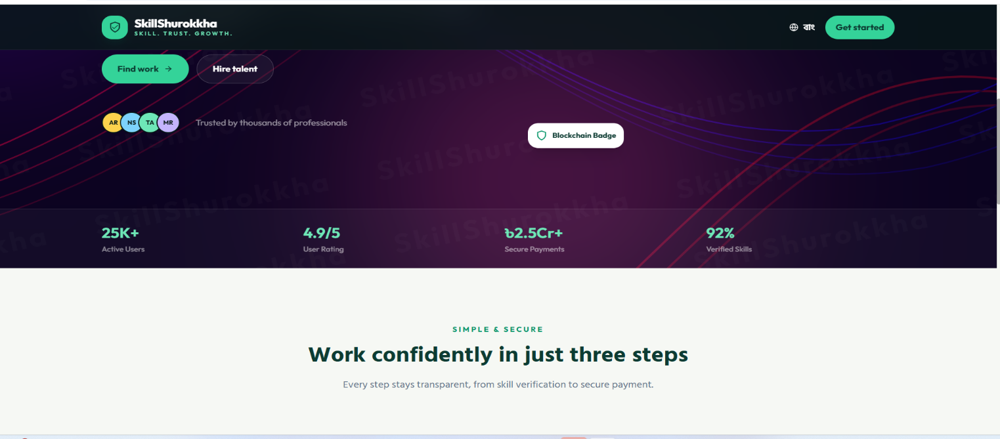 SkillShurokkha
SKILL. TRUST. GROWTH.
বাং
Get started
Find work →
Hire talent
AR NS TA MR
Trusted by thousands of professionals
Blockchain Badge
25K+
Active Users
4.9/5
User Rating
৳2.5Cr+
Secure Payments
92%
Verified Skills
SIMPLE & SECURE
Work confidently in just three steps
Every step stays transparent, from skill verification to secure payment.